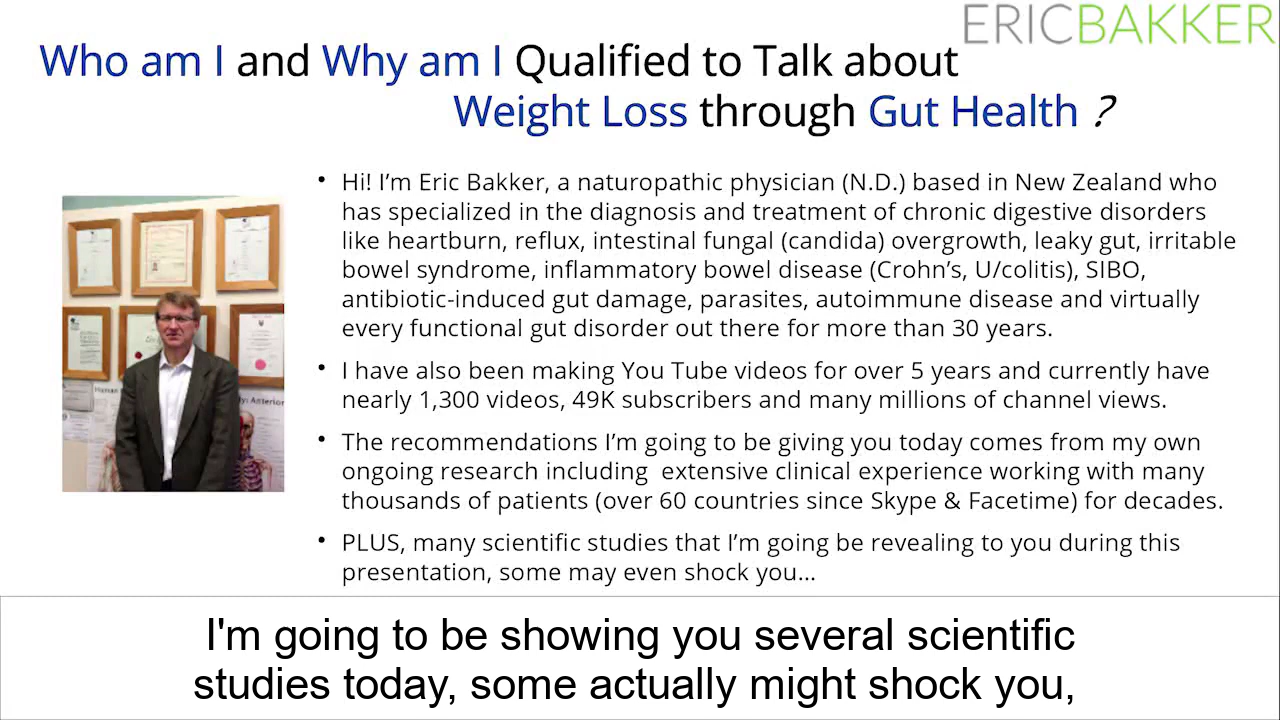 ERICBAKKER
Who am I and Why am I Qualified to Talk about
Weight Loss through Gut Health ?
• Hi! I’m Eric Bakker, a naturopathic physician (N.D.) based in New Zealand who
has specialized in the diagnosis and treatment of chronic digestive disorders
like heartburn, reflux, intestinal fungal (candida) overgrowth, leaky gut, irritable
bowel syndrome, inflammatory bowel disease (Crohn’s, U/colitis), SIBO,
antibiotic-induced gut damage, parasites, autoimmune disease and virtually
every functional gut disorder out there for more than 30 years.
• I have also been making You Tube videos for over 5 years and currently have
nearly 1,300 videos, 49K subscribers and many millions of channel views.
• The recommendations I’m going to be giving you today comes from my own
ongoing research including  extensive clinical experience working with many
thousands of patients (over 60 countries since Skype & Facetime) for decades.
• PLUS, many scientific studies that I’m going be revealing to you during this
presentation, some may even shock you...
I'm going to be showing you several scientific
studies today, some actually might shock you,